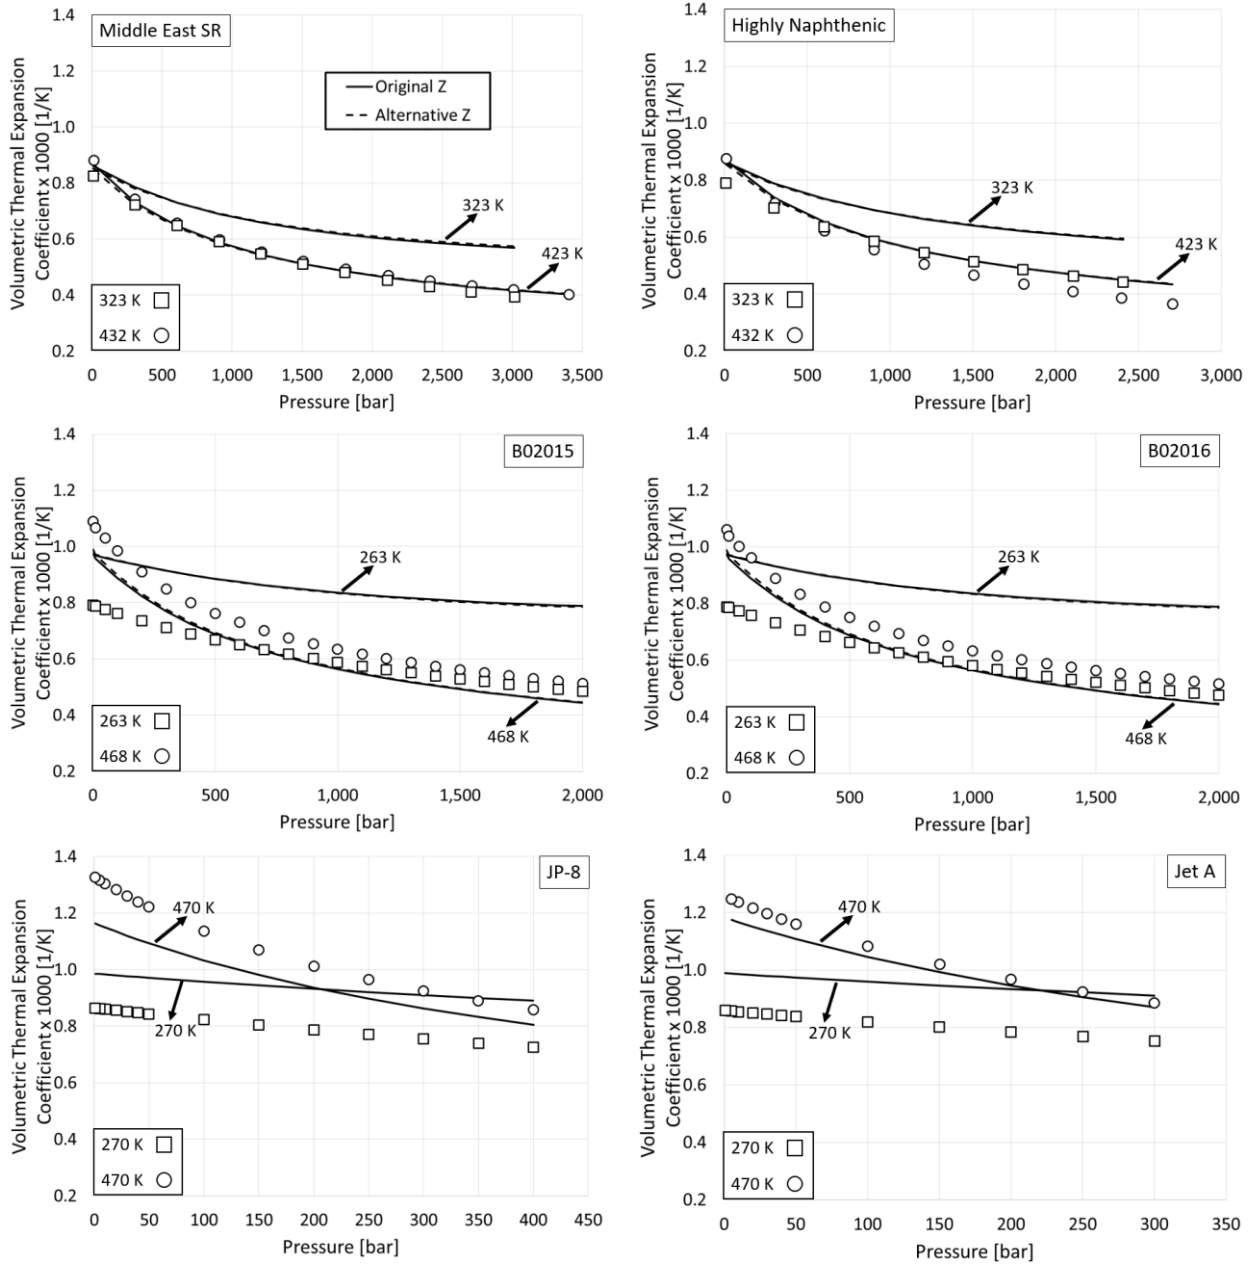 Middle East SR
Volumetric Thermal Expansion
Coefficient x 1000 [1/K]
1.4
1.2
1.0
0.8
0.6
0.4
0.2
Original Z
Alternative Z
323 K
423 K
323 K
432 K
0 500 1,000 1,500 2,000 2,500 3,000 3,500
Pressure [bar]
Highly Naphthenic
Volumetric Thermal Expansion
Coefficient x 1000 [1/K]
1.4
1.2
1.0
0.8
0.6
0.4
0.2
323 K
423 K
323 K
432 K
0 500 1,000 1,500 2,000 2,500 3,000
Pressure [bar]
B02015
Volumetric Thermal Expansion
Coefficient x 1000 [1/K]
1.4
1.2
1.0
0.8
0.6
0.4
0.2
263 K
468 K
263 K
468 K
0 500 1,000 1,500 2,000
Pressure [bar]
B02016
Volumetric Thermal Expansion
Coefficient x 1000 [1/K]
1.4
1.2
1.0
0.8
0.6
0.4
0.2
263 K
468 K
263 K
468 K
0 500 1,000 1,500 2,000
Pressure [bar]
JP-8
Volumetric Thermal Expansion
Coefficient x 1000 [1/K]
1.4
1.2
1.0
0.8
0.6
0.4
0.2
470 K
270 K
270 K
470 K
0 50 100 150 200 250 300 350 400 450
Pressure [bar]
Jet A
Volumetric Thermal Expansion
Coefficient x 1000 [1/K]
1.4
1.2
1.0
0.8
0.6
0.4
0.2
470 K
270 K
270 K
470 K
0 50 100 150 200 250 300 350
Pressure [bar]